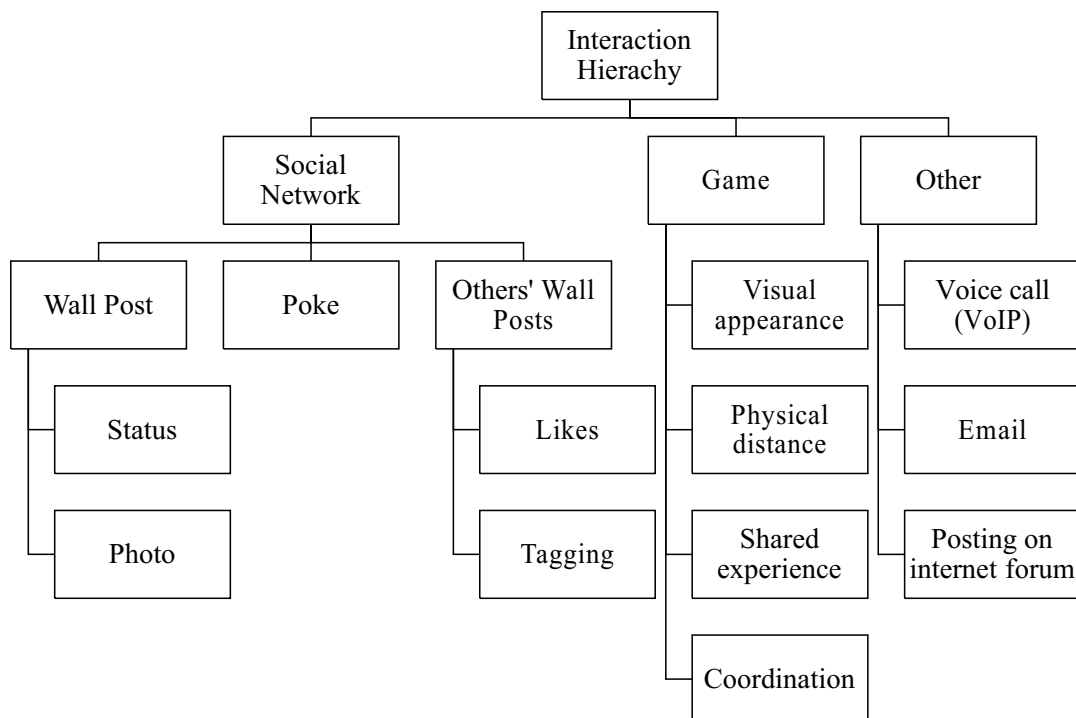 Interaction
Hierachy
Social
Network
Game
Other
Wall Post
Poke
Others' Wall
Posts
Visual
appearance
Voice call
(VoIP)
Status
Likes
Physical
distance
Email
Photo
Tagging
Shared
experience
Posting on
internet forum
Coordination